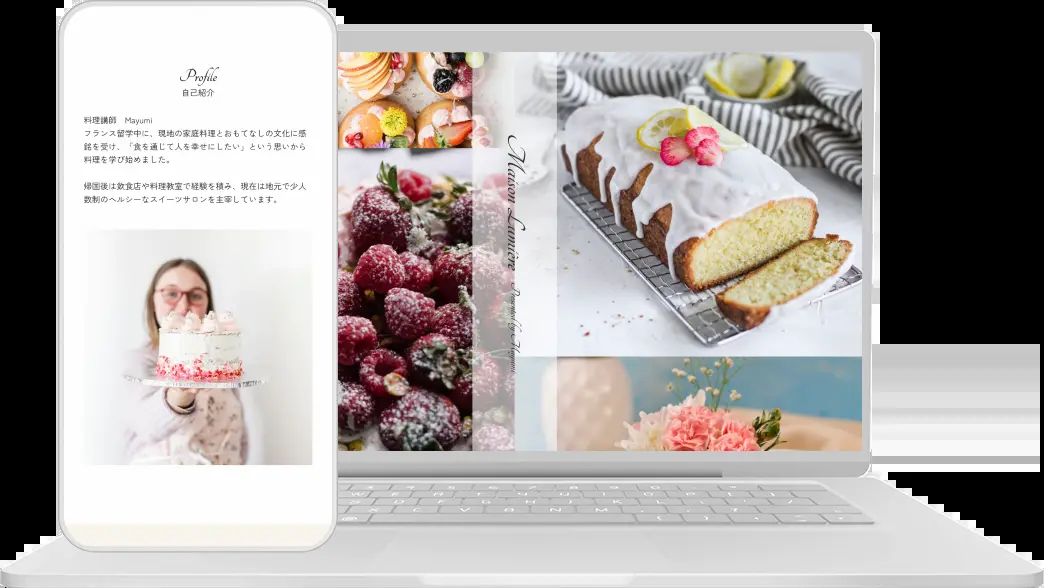 Profile
自己紹介
料理講師　Mayumi
フランス留学中に、現地の家庭料理とおもてなしの文化に感
銘を受け、「食を通じて人を幸せにしたい」という思いから
料理を学び始めました。
帰国後は飲食店や料理教室で経験を積み、現在は地元で少人
数制のヘルシーなスイーツサロンを主宰しています。
Maison Lumière
Presented by Mayumi